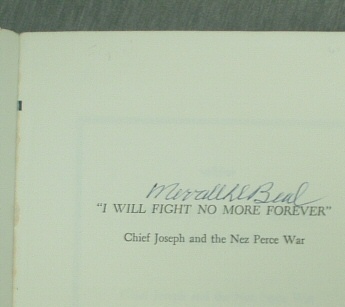 Merrill D. Beal
"I WILL FIGHT NO MORE FOREVER"
Chief Joseph and the Nez Perce War